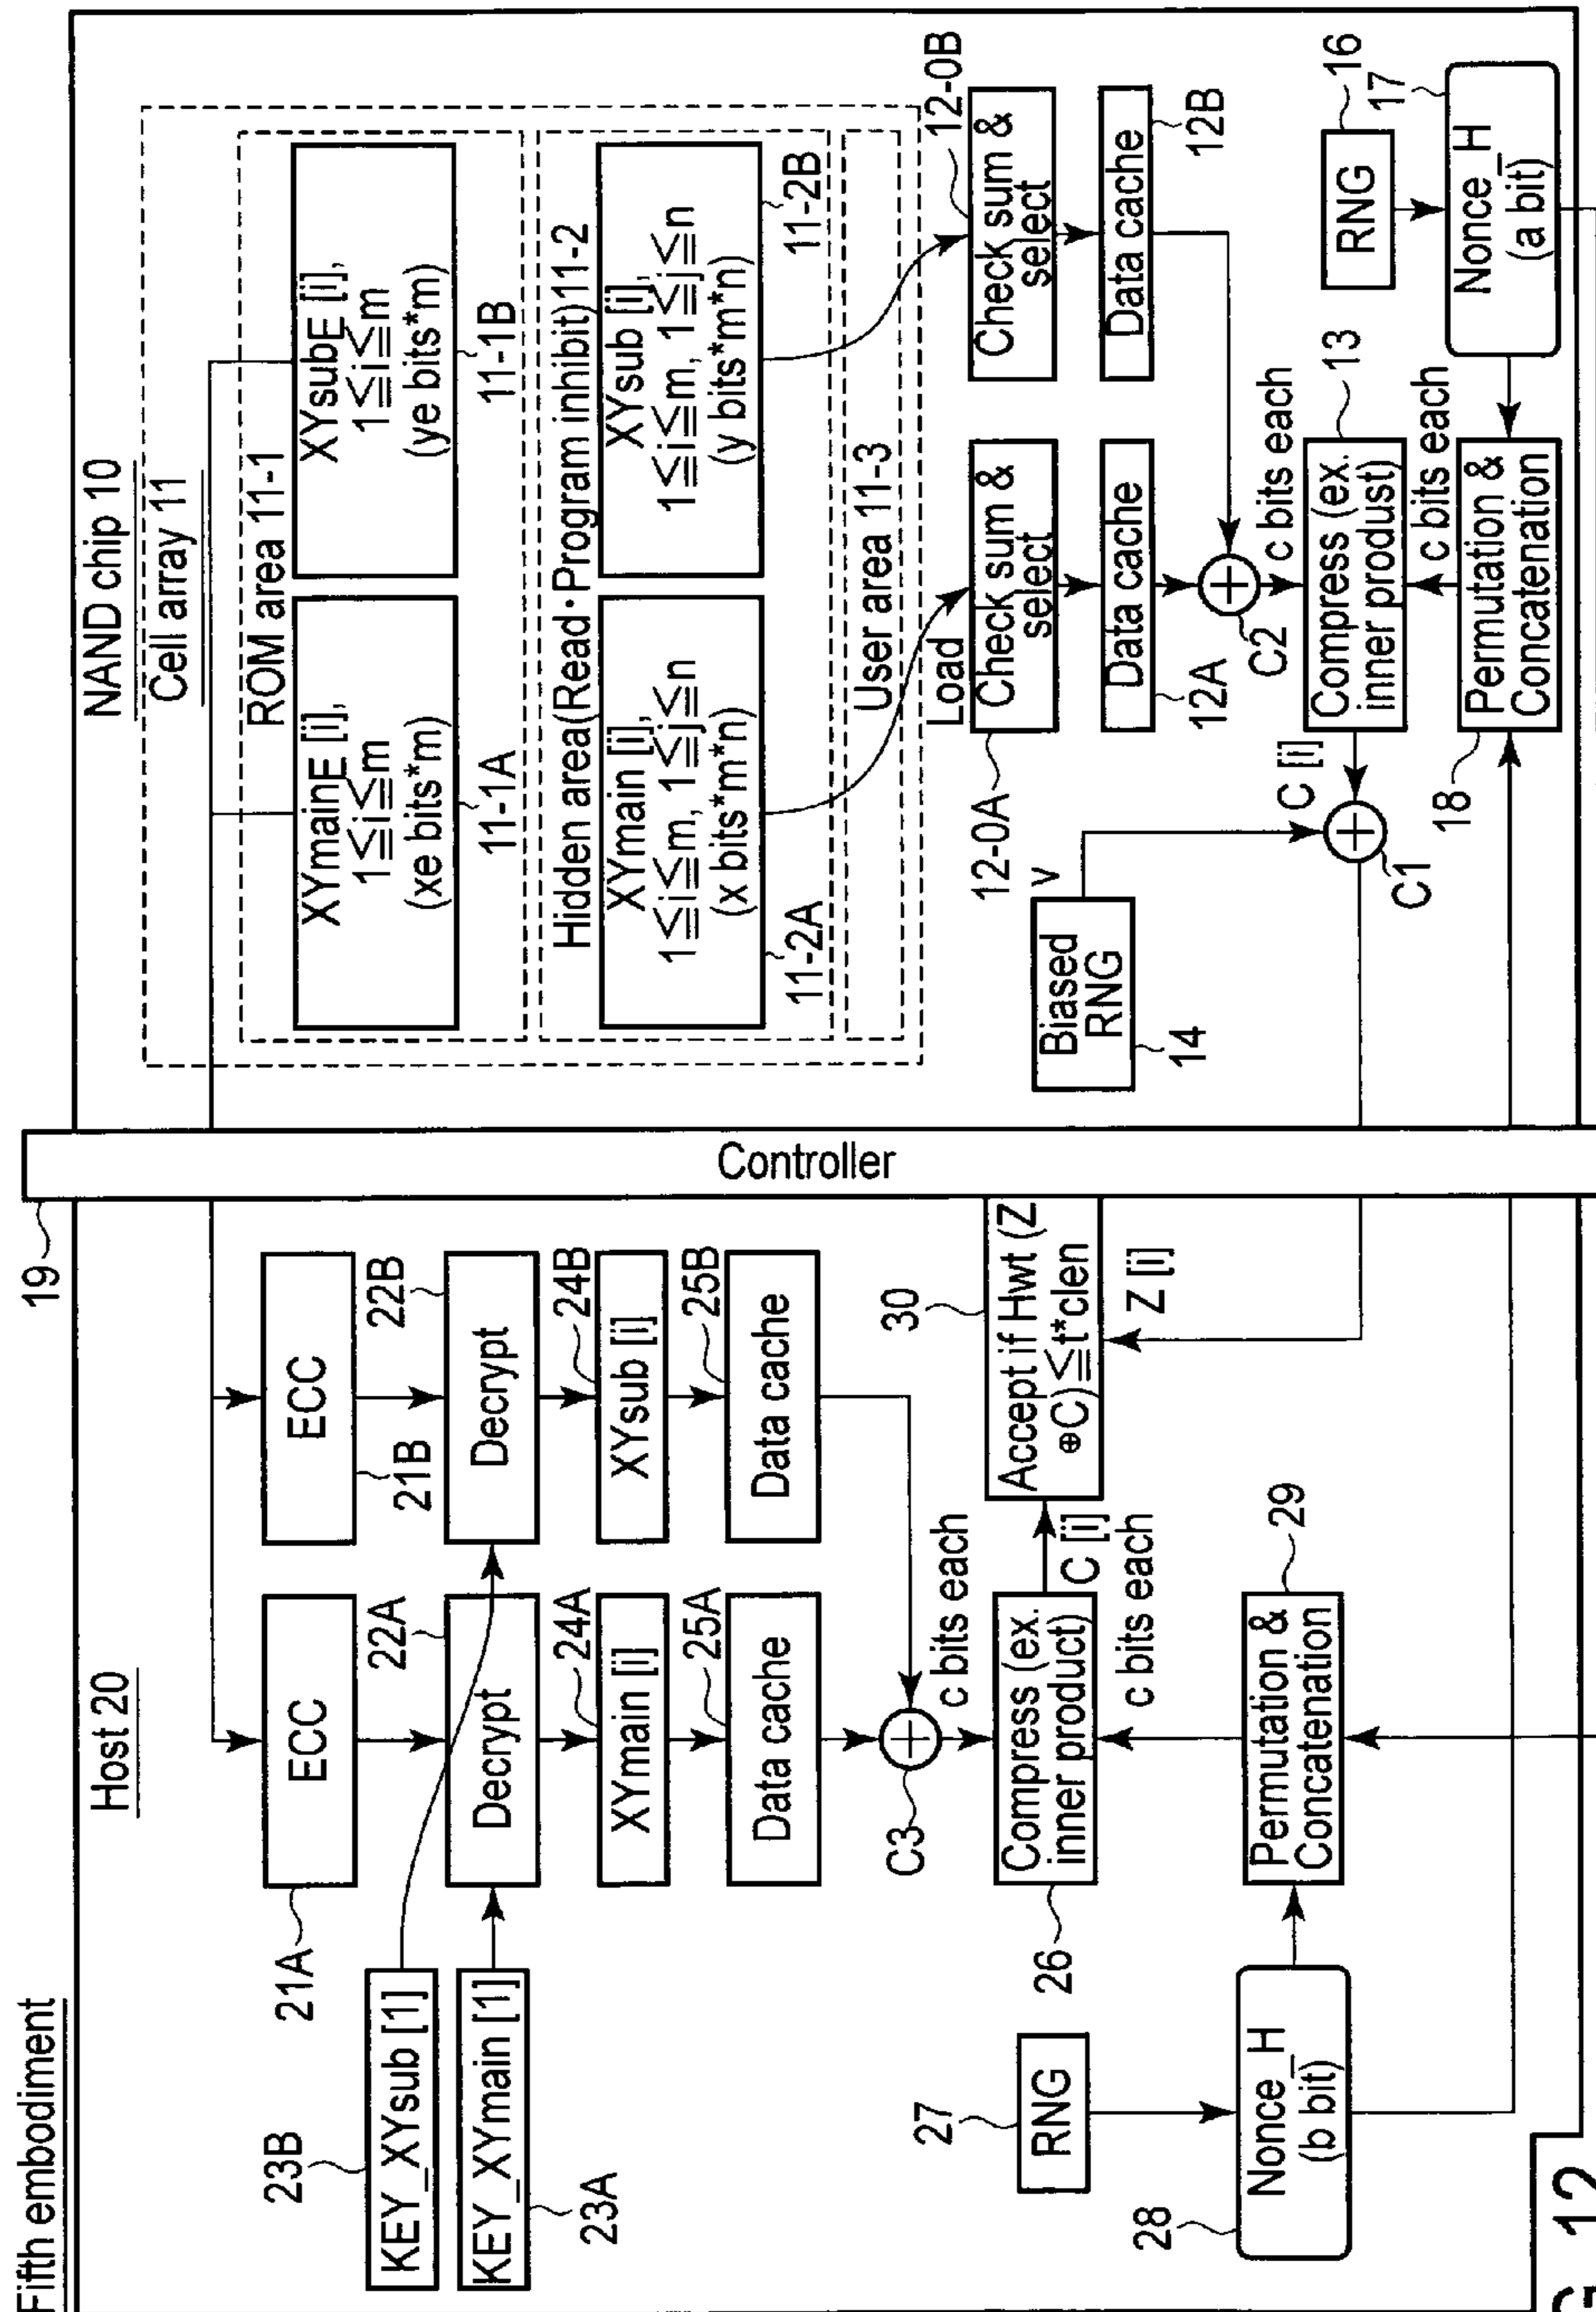 Fifth embodiment
19
Controller
Host 20
21A
ECC
21B
ECC
23B
KEY_XYsub [1]
23A
KEY_XYmain [1]
22A
Decrypt
22B
Decrypt
24A
XYmain [i]
24B
XYsub [i]
25A
Data cache
25B
Data cache
C3
c bits each
26
Compress (ex.
inner product)
C [i]
c bits each
30
Accept if Hwt (Z
⊕C)≦t*clen
Z [i]
27
RNG
28
Nonce_H
(b bit)
29
Permutation &
Concatenation
NAND chip 10
Cell array 11
ROM area 11-1
XYmainE [i],
1≦i≦m
(xe bits*m)
11-1A
XYsubE [i],
1≦i≦m
(ye bits*m)
11-1B
Hidden area(Read·Program inhibit)11-2
XYmain [i],
1≦i≦m, 1≦j≦n
(x bits*m*n)
11-2A
XYsub [i],
1≦i≦m, 1≦j≦n
(y bits*m*n)
11-2B
User area 11-3
Load
12-0A
Check sum &
select
12-0B
Check sum &
select
12A
Data cache
12B
Data cache
14
Biased
RNG
v
C2
c bits each
13
Compress (ex.
inner produst)
C [i]
C1
c bits each
18
Permutation &
Concatenation
16
RNG
17
Nonce_H
(a bit)
G 12